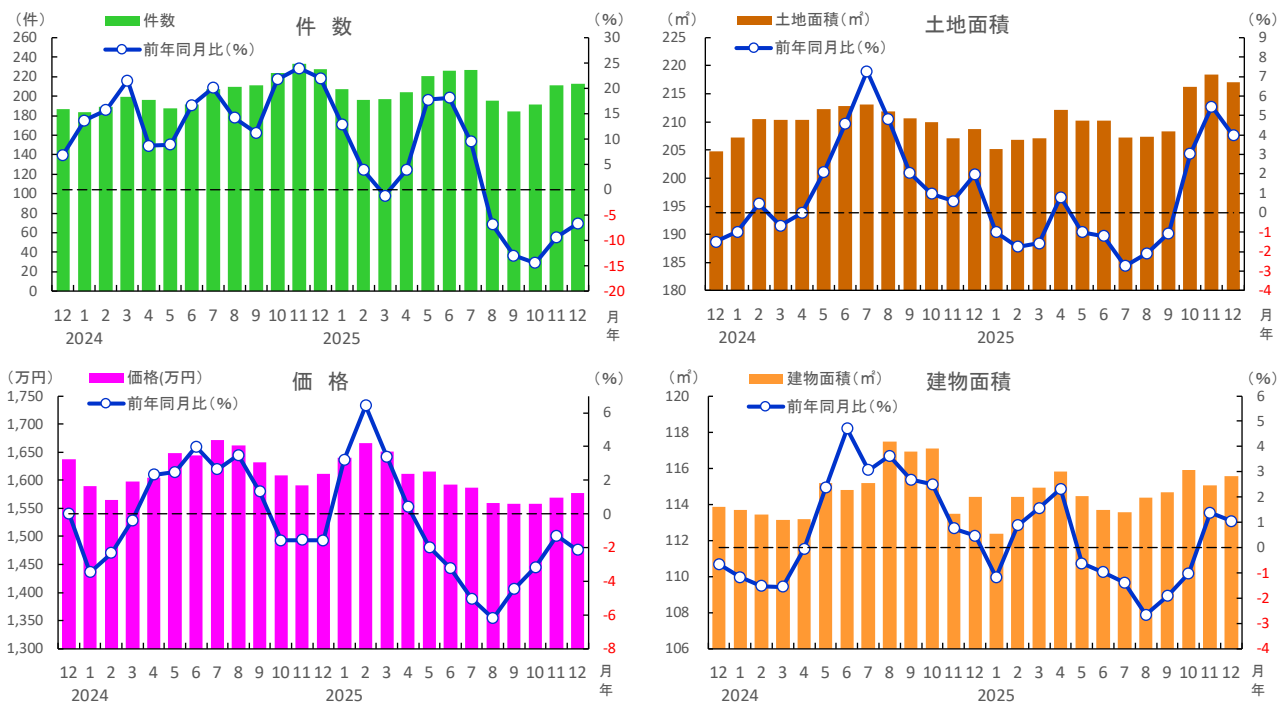 (件) 件数 件 数 (%)
前年同月比(%)
260 240 220 200 180 160 140 120 100 80 60 40 20 0
30 25 20 15 10 5 0 -5 -10 -15 -20
12 1 2 3 4 5 6 7 8 9 10 11 12 1 2 3 4 5 6 7 8 9 10 11 12 月
2024 2025 年
(㎡) 土地面積(㎡) 土地面積 (%)
前年同月比(%)
225 220 215 210 205 200 195 190 185 180
9 8 7 6 5 4 3 2 1 0 -1 -2 -3 -4
12 1 2 3 4 5 6 7 8 9 10 11 12 1 2 3 4 5 6 7 8 9 10 11 12 月
2024 2025 年
(万円) 価格(万円) 価 格 (%)
前年同月比(%)
1,750 1,700 1,650 1,600 1,550 1,500 1,450 1,400 1,350 1,300
6 4 2 0 -2 -4 -6 -8
12 1 2 3 4 5 6 7 8 9 10 11 12 1 2 3 4 5 6 7 8 9 10 11 12 月
2024 2025 年
(㎡) 建物面積(㎡) 建物面積 (%)
前年同月比(%)
120 118 116 114 112 110 108 106
6 5 4 3 2 1 0 -1 -2 -3 -4
12 1 2 3 4 5 6 7 8 9 10 11 12 1 2 3 4 5 6 7 8 9 10 11 12 月
2024 2025 年